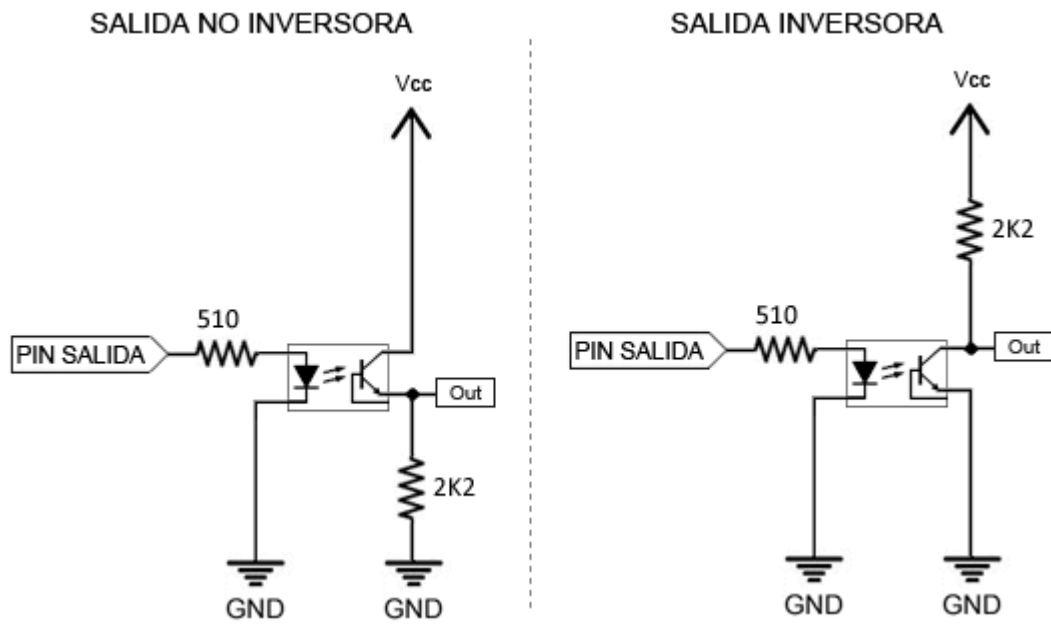 SALIDA NO INVERSORA
Vcc
510
PIN SALIDA
Out
2K2
GND
GND
SALIDA INVERSORA
Vcc
2K2
510
PIN SALIDA
Out
GND
GND